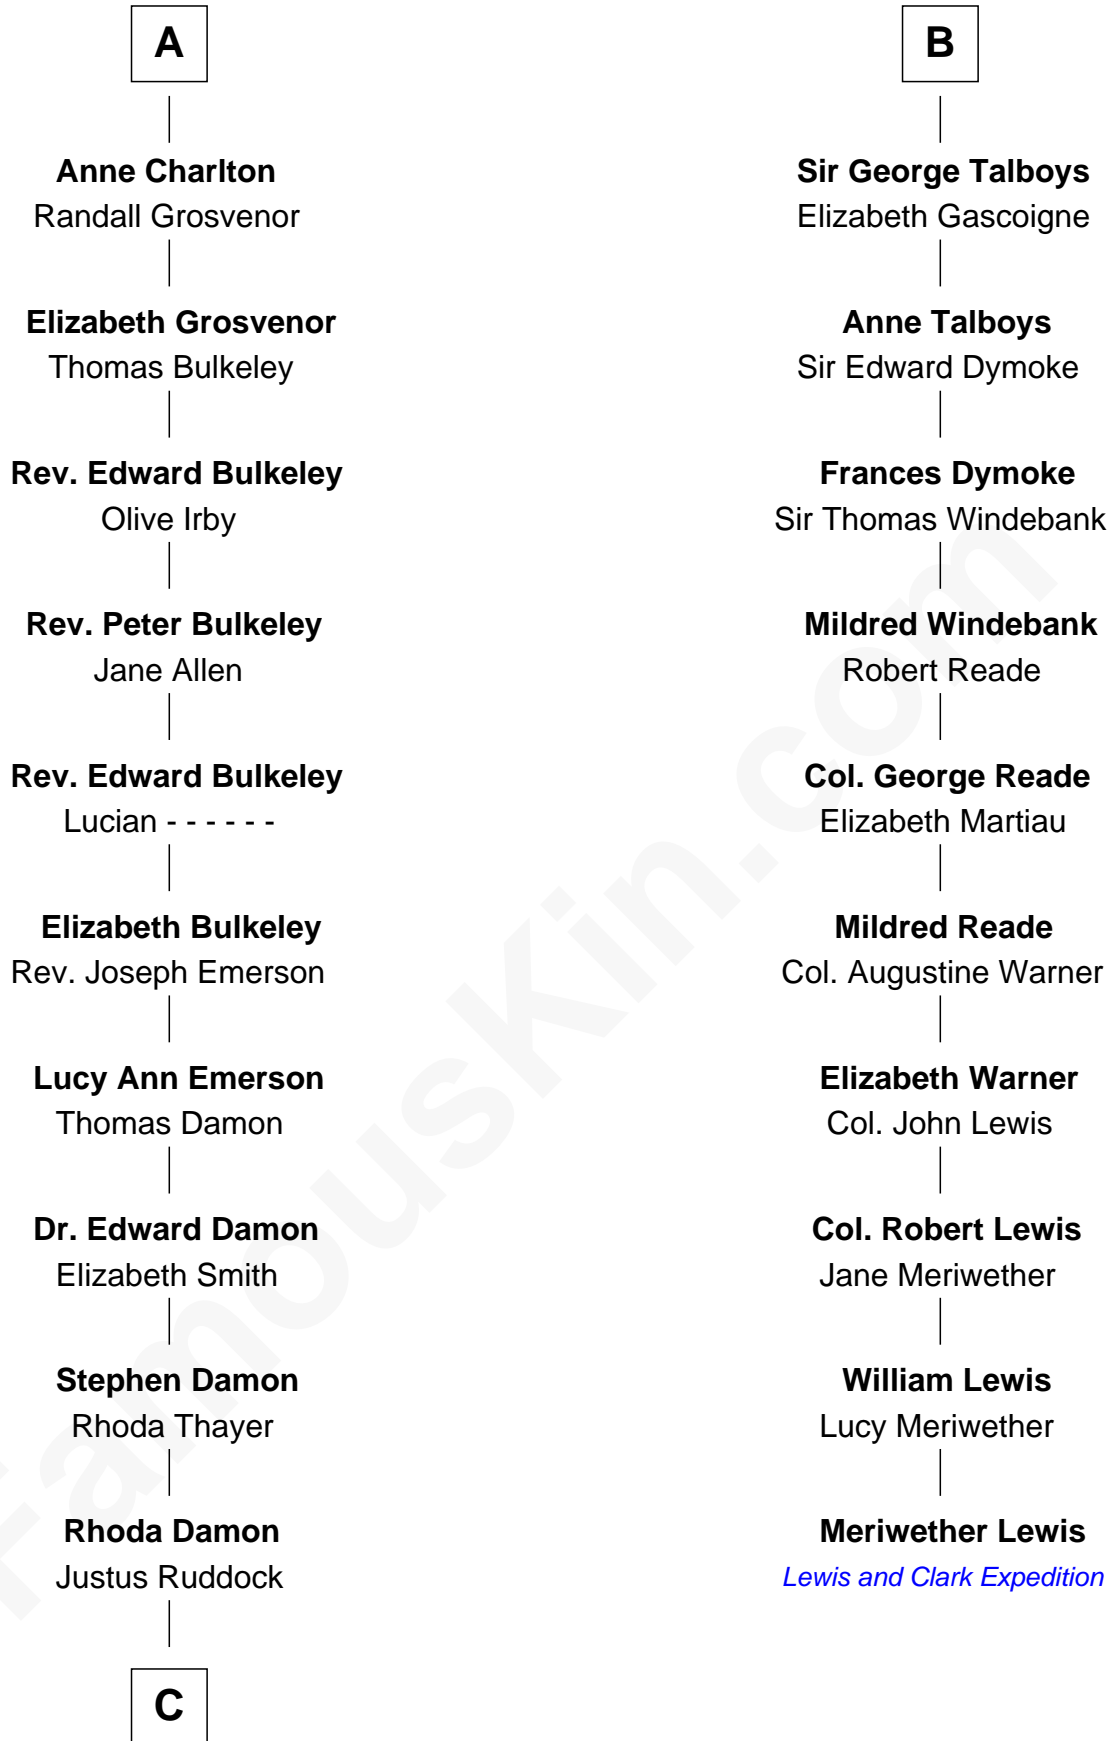 A
Anne Charlton
Randall Grosvenor
Elizabeth Grosvenor
Thomas Bulkeley
Rev. Edward Bulkeley
Olive Irby
Rev. Peter Bulkeley
Jane Allen
Rev. Edward Bulkeley
Lucian - - - - - -
Elizabeth Bulkeley
Rev. Joseph Emerson
Lucy Ann Emerson
Thomas Damon
Dr. Edward Damon
Elizabeth Smith
Stephen Damon
Rhoda Thayer
Rhoda Damon
Justus Ruddock
C
B
Sir George Talboys
Elizabeth Gascoigne
Anne Talboys
Sir Edward Dymoke
Frances Dymoke
Sir Thomas Windebank
Mildred Windebank
Robert Reade
Col. George Reade
Elizabeth Martiau
Mildred Reade
Col. Augustine Warner
Elizabeth Warner
Col. John Lewis
Col. Robert Lewis
Jane Meriwether
William Lewis
Lucy Meriwether
Meriwether Lewis
Lewis and Clark Expedition
FamousKin.com